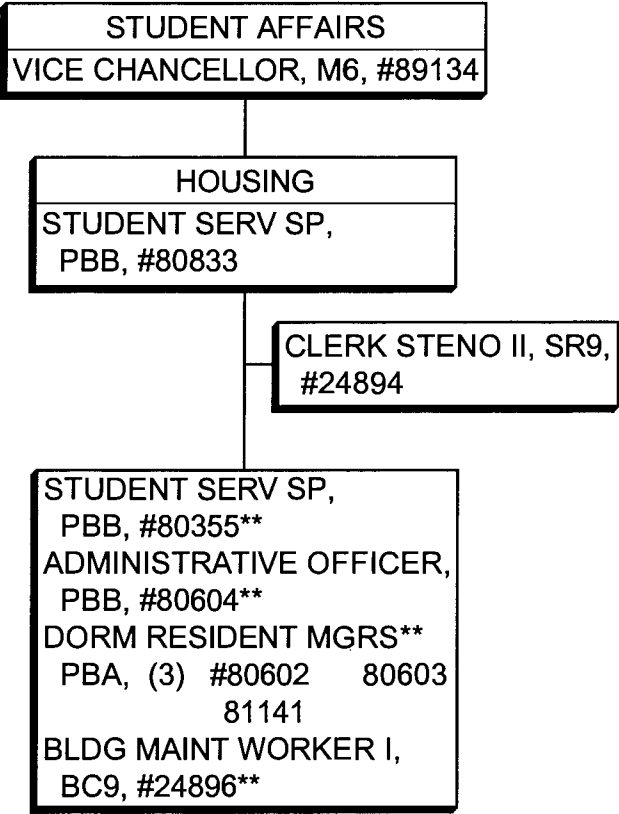 STUDENT AFFAIRS
VICE CHANCELLOR, M6, #89134
HOUSING
STUDENT SERV SP,
PBB, #80833
CLERK STENO II, SR9,
#24894
STUDENT SERV SP,
PBB, #80355**
ADMINISTRATIVE OFFICER,
PBB, #80604**
DORM RESIDENT MGRS**
PBA, (3) #80602 80603
81141
BLDG MAINT WORKER I,
BC9, #24896**